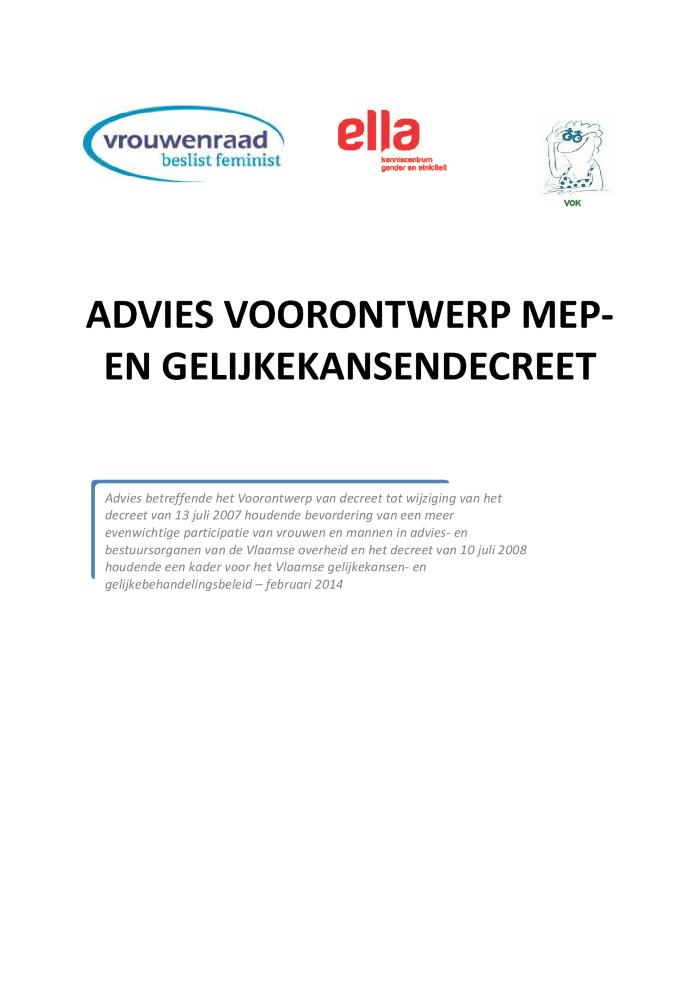 vrouwenraad
beslist feminist
ella
kenniscentrum
gender en etniciteit
VOK
ADVIES VOORONTWERP MEP-
EN GELIJKEKANSENDECREET
Advies betreffende het Voorontwerp van decreet tot wijziging van het
decreet van 13 juli 2007 houdende bevordering van een meer
evenwichtige participatie van vrouwen en mannen in advies- en
bestuursorganen van de Vlaamse overheid en het decreet van 10 juli 2008
houdende een kader voor het Vlaamse gelijkekansen- en
gelijkebehandelingsbeleid – februari 2014